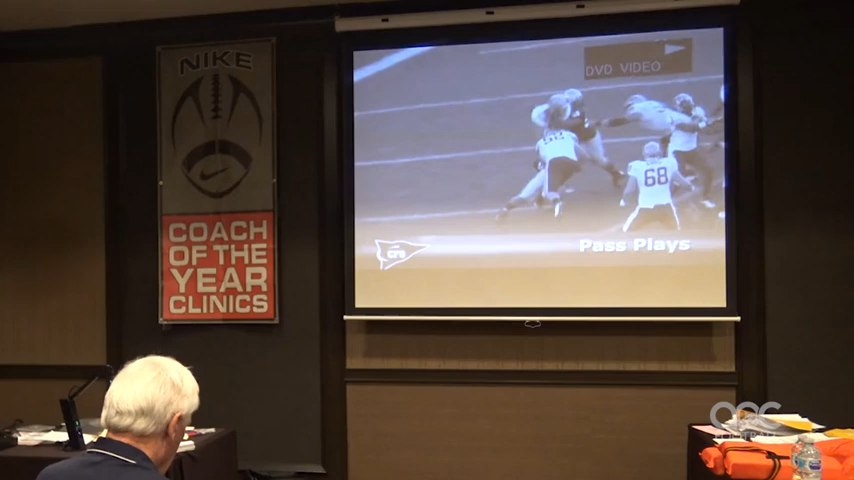 NIKE
COACH
OF THE
YEAR
CLINICS
DVD VIDEO
68
Pass Plays